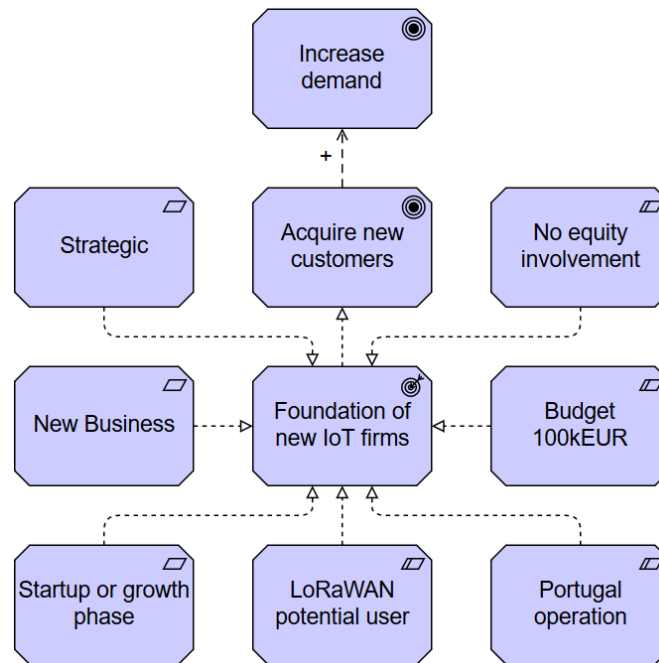 Increase
demand
+
Strategic
Acquire new
customers
No equity
involvement
New Business
Foundation of
new IoT firms
Budget
100kEUR
Startup or growth
phase
LoRaWAN
potential user
Portugal
operation